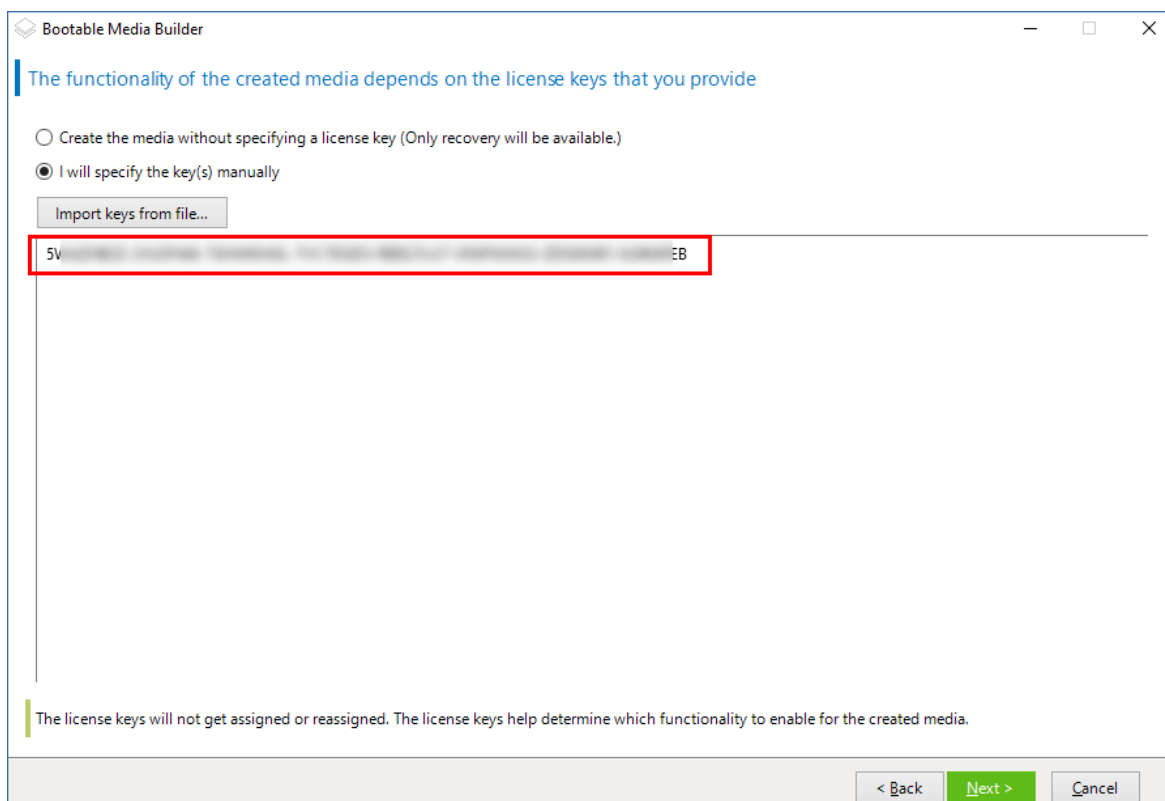 Bootable Media Builder
The functionality of the created media depends on the license keys that you provide
Create the media without specifying a license key (Only recovery will be available.)
I will specify the key(s) manually
Import keys from file...
The license keys will not get assigned or reassigned. The license keys help determine which functionality to enable for the created media.
< Back Next > Cancel